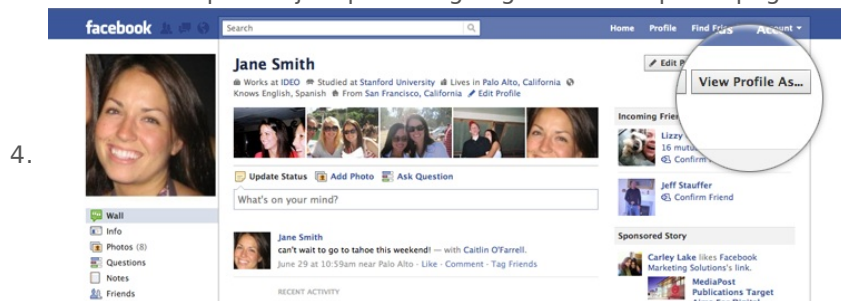 facebook Search Home Profile Find Account
Jane Smith
Works at IDEO Studied at Stanford University Lives in Palo Alto, California
Knows English, Spanish From San Francisco, California Edit Profile
Edit
View Profile As...
Update Status Add Photo Ask Question
What's on your mind?
Jane Smith
can't wait to go to tahoe this weekend! — with Caitlin O'Farrell.
June 29 at 10:59am near Palo Alto · Like · Comment · Tag Friends
RECENT ACTIVITY
4.
Wall
Info
Photos (8)
Questions
Notes
Friends
Incoming
Lizzy
16
Confirm
Jeff Stauffer
Confirm Friend
Sponsored Story
Carley Lake likes Facebook
Marketing Solutions's link.
MediaPost
Publications Target